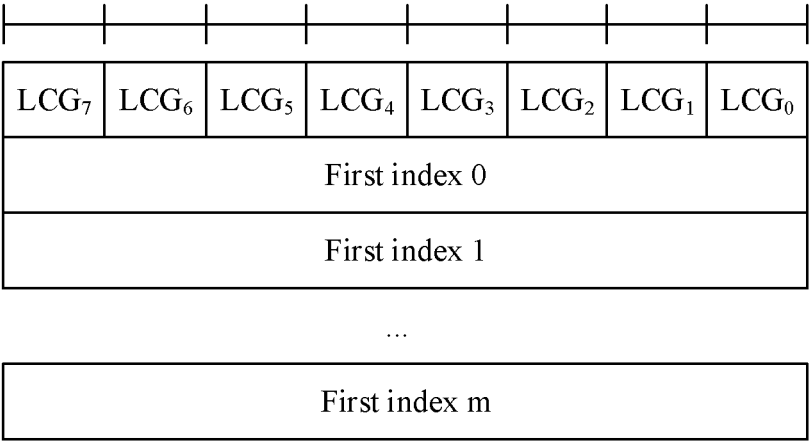 LCG₇ LCG₆ LCG₅ LCG₄ LCG₃ LCG₂ LCG₁ LCG₀
First index 0
First index 1
...
First index m